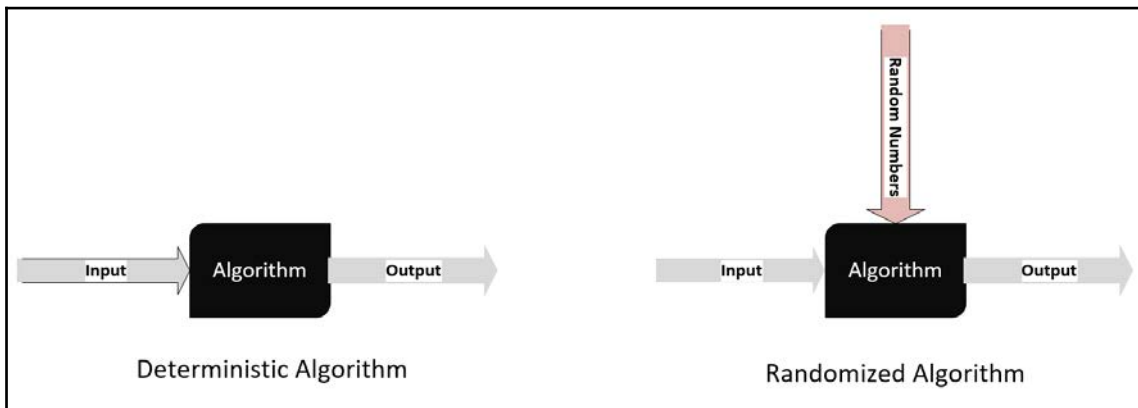 Random Numbers
Input
Algorithm
Output
Input
Algorithm
Output
Deterministic Algorithm
Randomized Algorithm